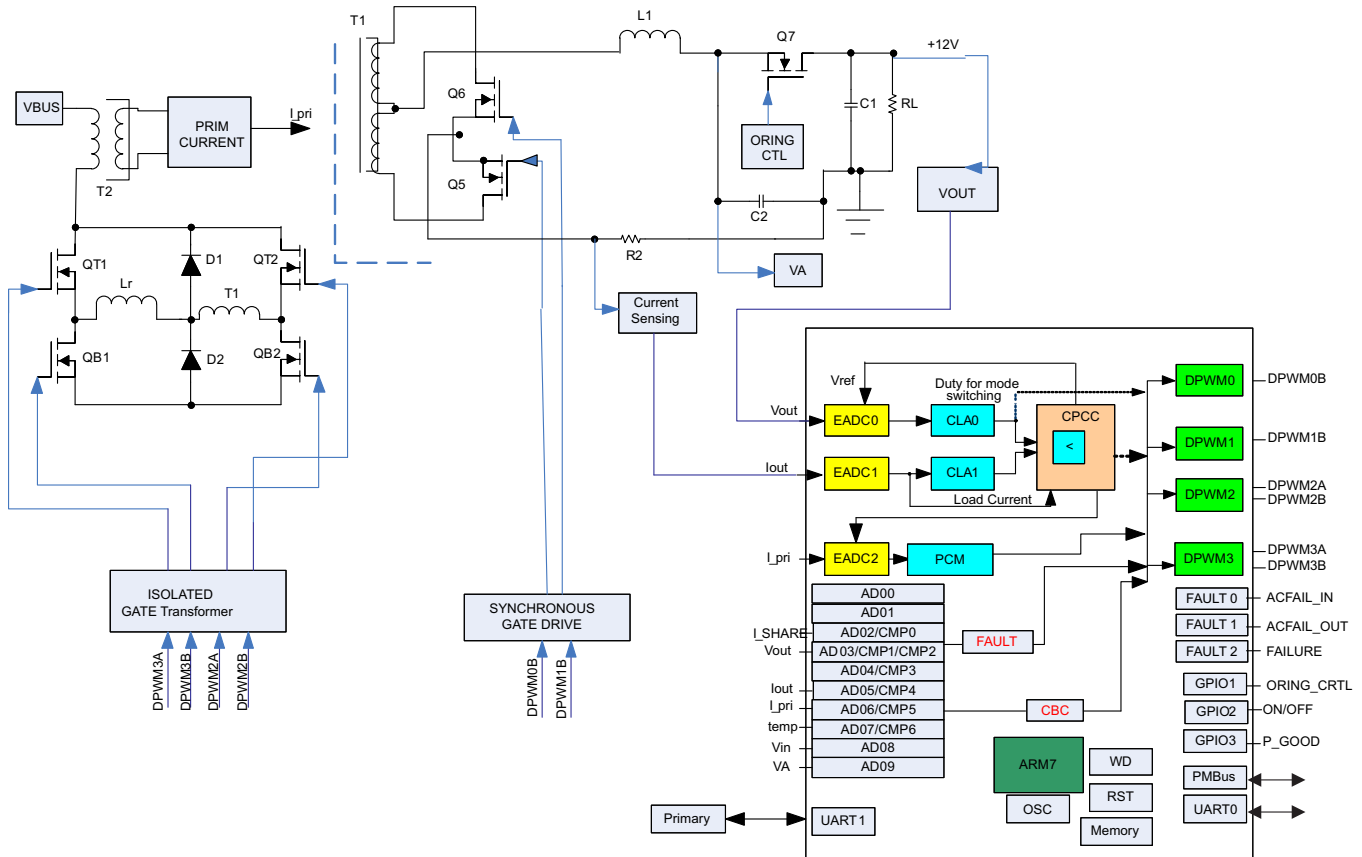 T1
L1
Q7
+12V
VBUS
PRIM
CURRENT
I_pri
T2
Q6
Q5
ORING
CTL
C1
RL
VOUT
C2
R2
VA
QT1
D1
QT2
Lr
T1
QB1
D2
QB2
Current
Sensing
ISOLATED
GATE Transformer
DPWM3A
DPWM3B
DPWM2A
DPWM2B
SYNCHRONOUS
GATE DRIVE
DPWM0B
DPWM1B
Vref
Duty for mode
switching
Vout
EADC0
CLA0
CPCC
<
Iout
EADC1
CLA1
Load Current
I_pri
EADC2
PCM
DPWM0
DPWM0B
DPWM1
DPWM1B
DPWM2
DPWM2A
DPWM2B
DPWM3
DPWM3A
DPWM3B
AD00
AD01
I_SHARE
AD02/CMP0
Vout
AD03/CMP1/CMP2
AD04/CMP3
Iout
AD05/CMP4
I_pri
AD06/CMP5
temp
AD07/CMP6
Vin
AD08
VA
AD09
FAULT
CBC
FAULT 0
ACFAIL_IN
FAULT 1
ACFAIL_OUT
FAULT 2
FAILURE
GPIO1
ORING_CRTL
GPIO2
ON/OFF
GPIO3
P_GOOD
PMBus
UART0
ARM7
WD
OSC
RST
Memory
Primary
UART 1